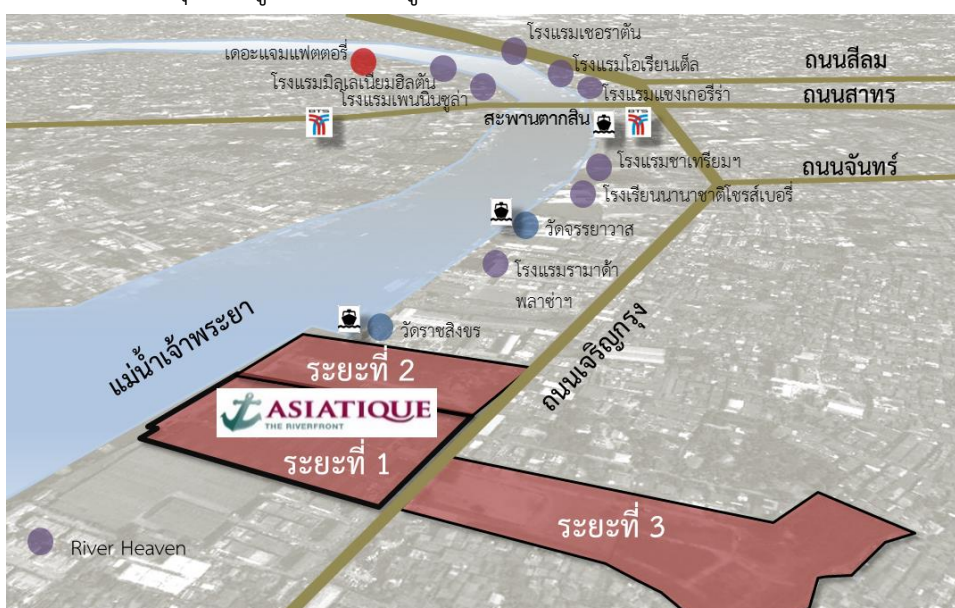 โรงแรมเชอราตัน
เดอะแจมแฟตตอรี่
โรงแรมโอเรียนเต็ล
ถนนสีลม
โรงแรมมิลเลเนียมฮิลตัน
โรงแรมแชงเกอรีร่า
ถนนสาทร
โรงแรมเพนนินซูล่า
BTS
สะพานตากสิน
BTS
โรงแรมชาเทรียมฯ
ถนนจันทร์
โรงเรียนนานาชาติโชรส์เบอรี่
วัดจรรยาวาส
โรงแรมรามาด้า
พลาซ่าฯ
แม่น้ำเจ้าพระยา
วัดราชสิงขร
ถนนเจริญกรุง
ระยะที่ 2
ASIATIQUE
THE RIVERFRONT
ระยะที่ 1
ระยะที่ 3
River Heaven